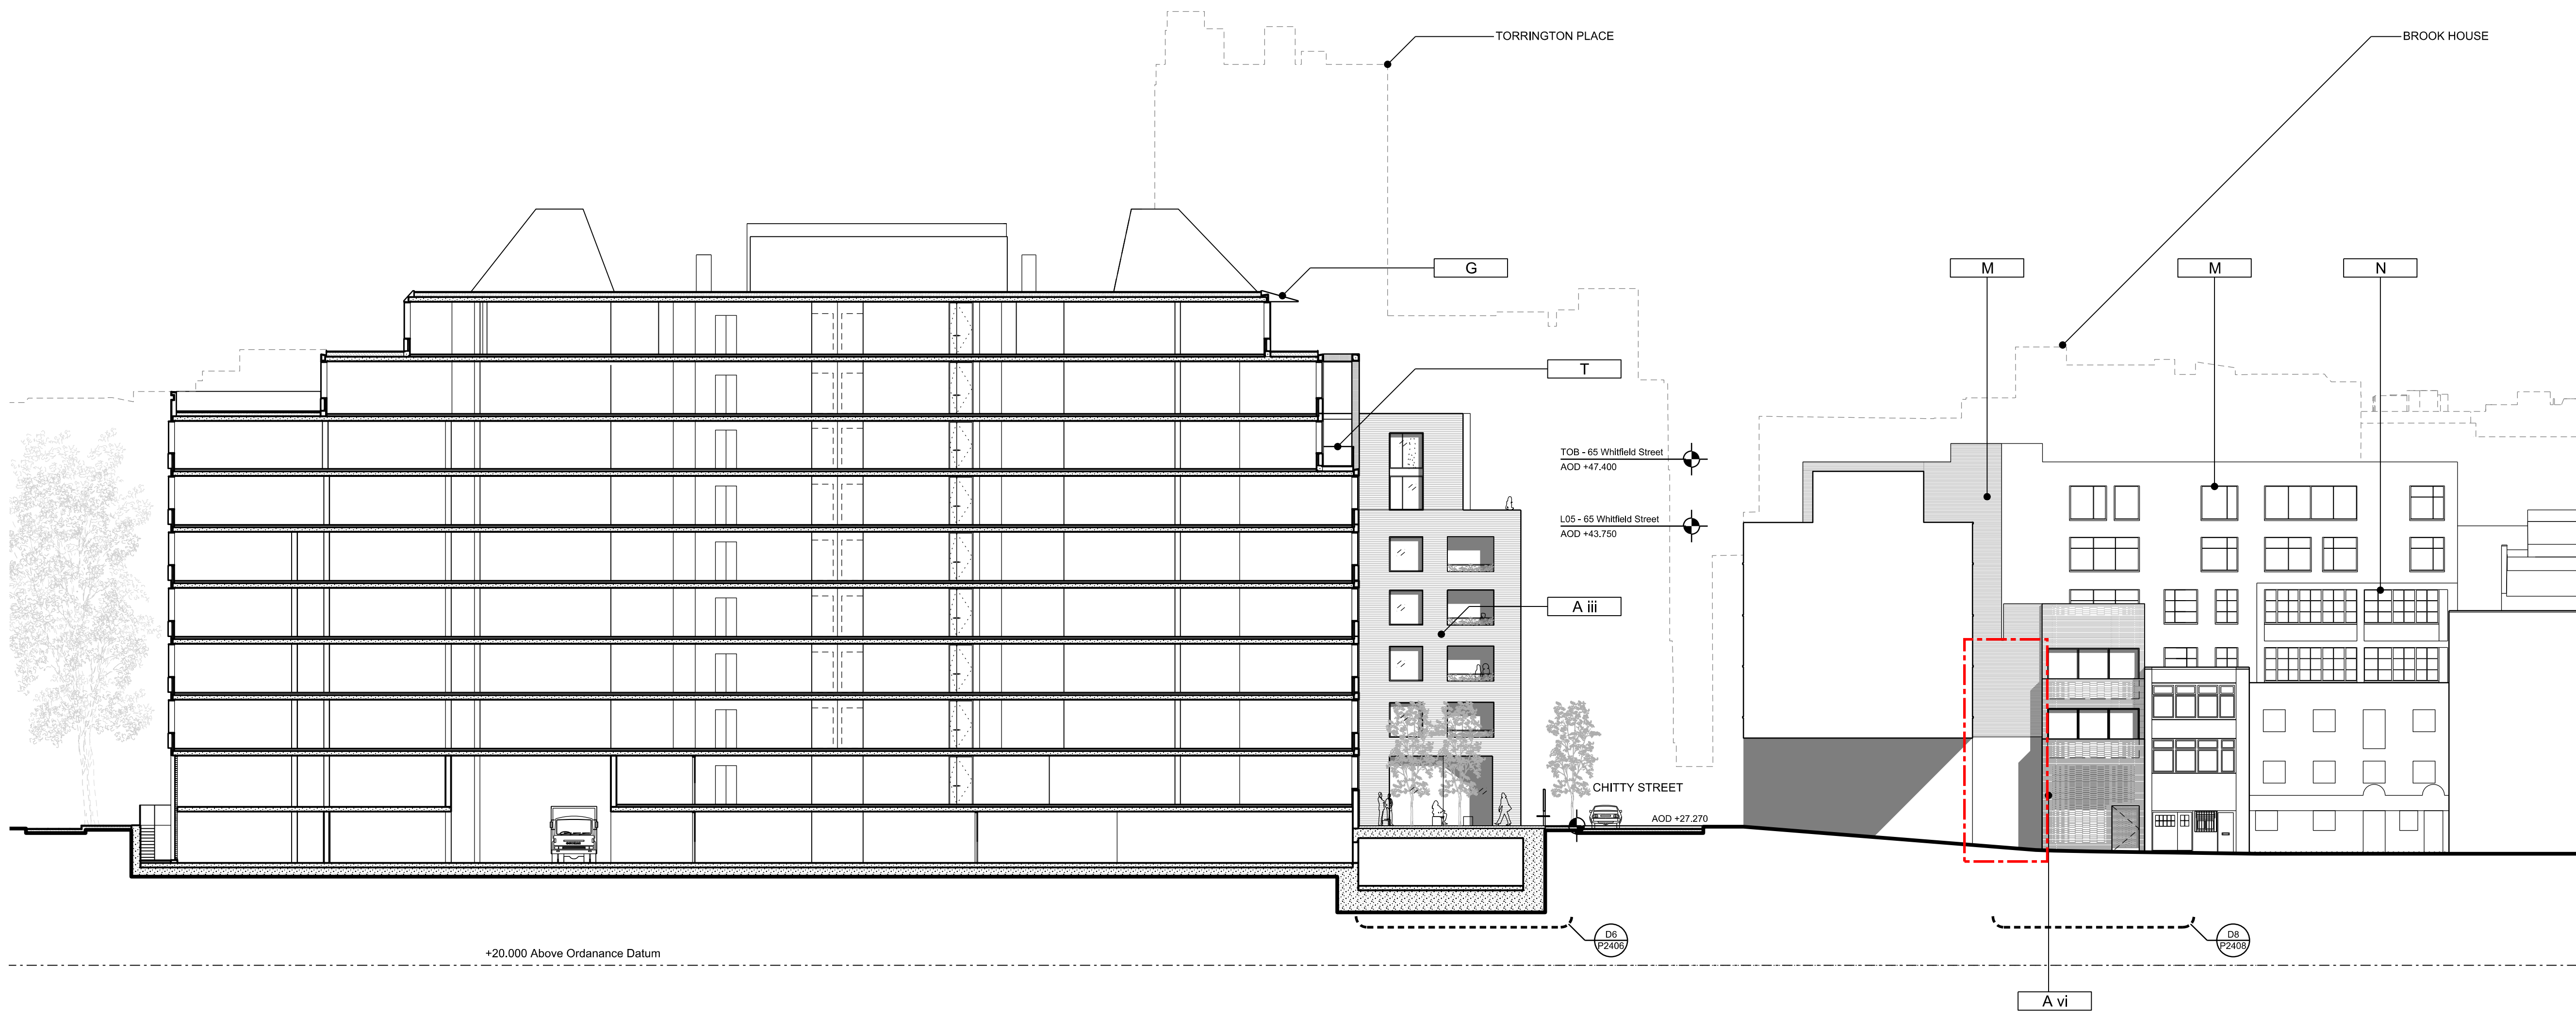 TORRINGTON PLACE
BROOK HOUSE
G
M
M
N
T
TOB - 65 Whitfield Street
AOD +47.400
L05 - 65 Whitfield Street
AOD +43.750
A iii
CHITTY STREET
AOD +27.270
D6
P2406
D8
P2408
+20.000 Above Ordanance Datum
A vi